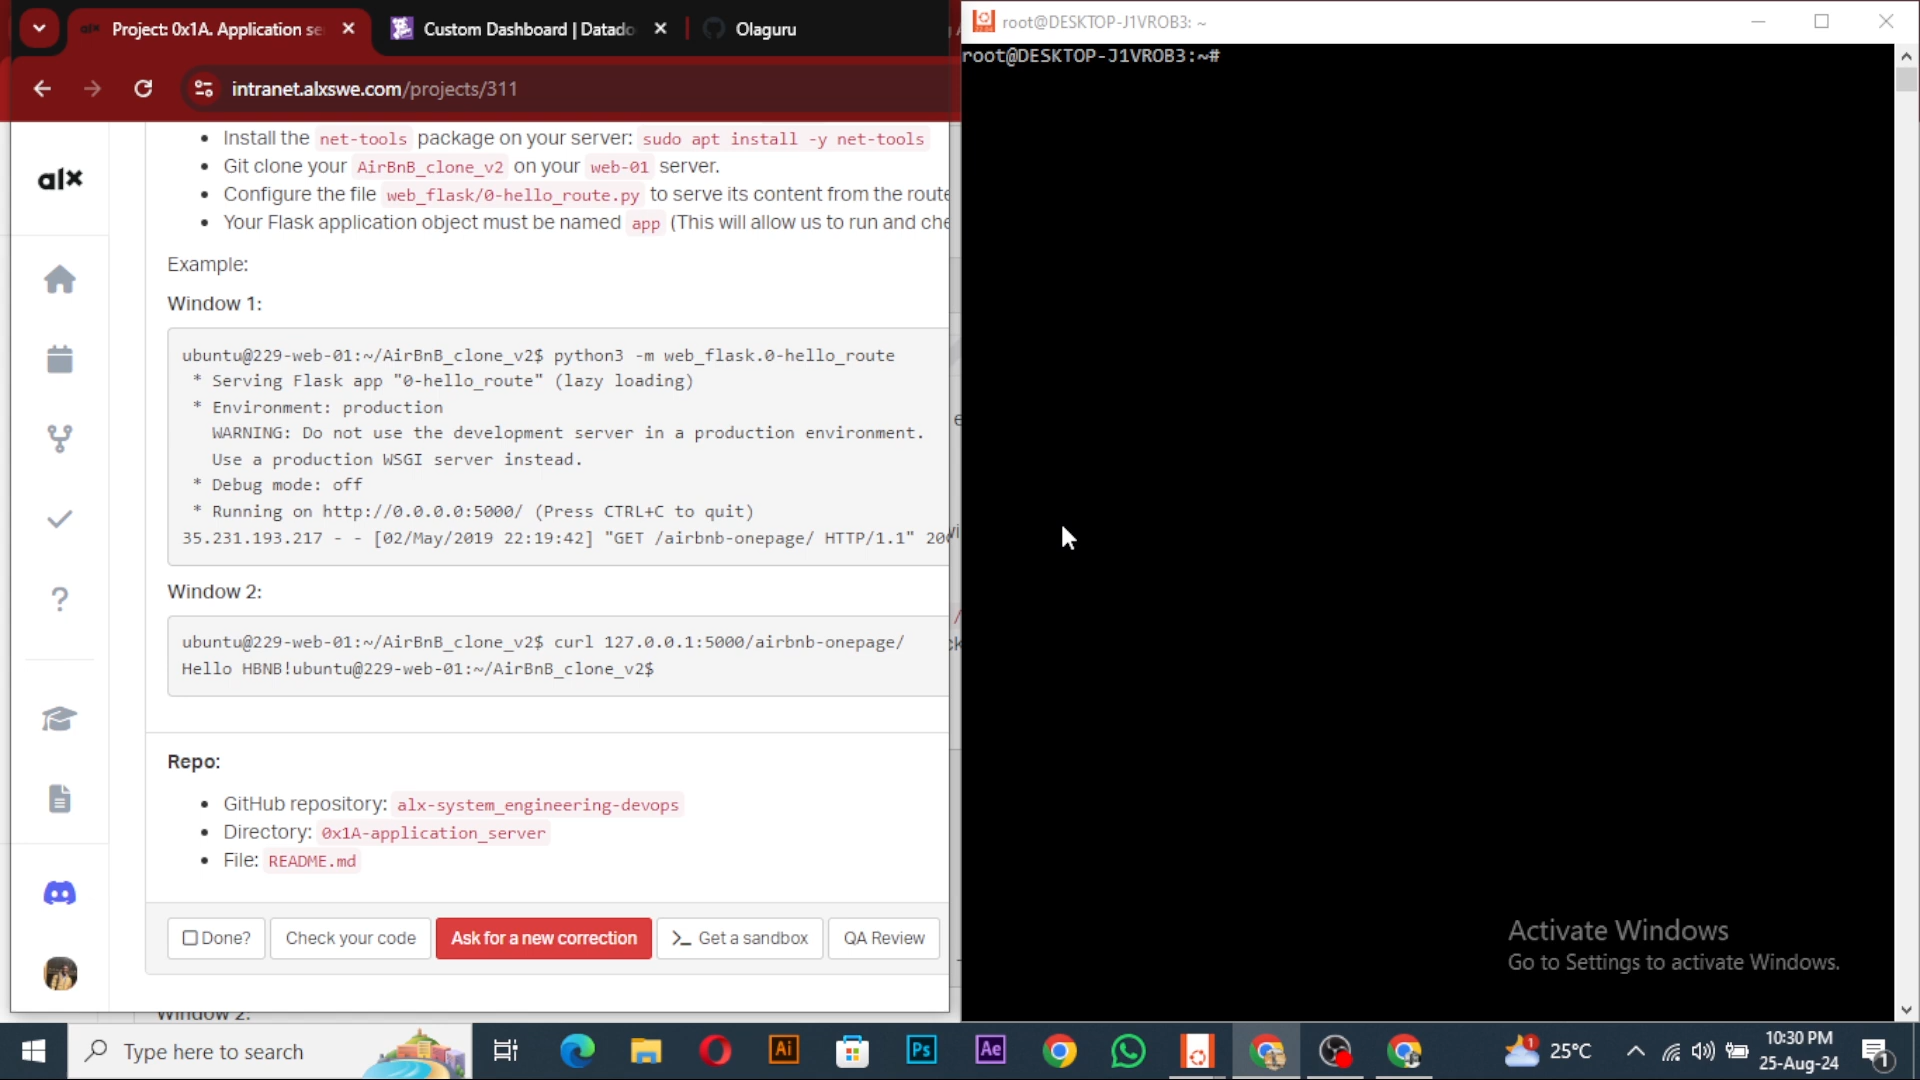 Project: 0x1A. Application se
Custom Dashboard | Datado
Olaguru
root@DESKTOP-J1VROB3: ~
intranet.alxswe.com/projects/311
root@DESKTOP-J1VROB3:~#
alx
Install the net-tools package on your server: sudo apt install -y net-tools
Git clone your AirBnB_clone_v2 on your web-01 server.
Configure the file web_flask/0-hello_route.py to serve its content from the route
Your Flask application object must be named app (This will allow us to run and che
Example:
Window 1:
ubuntu@229-web-01:~/AirBnB_clone_v2$ python3 -m web_flask.0-hello_route
* Serving Flask app "0-hello_route" (lazy loading)
* Environment: production
WARNING: Do not use the development server in a production environment.
Use a production WSGI server instead.
* Debug mode: off
* Running on http://0.0.0.0:5000/ (Press CTRL+C to quit)
35.231.193.217 - - [02/May/2019 22:19:42] "GET /airbnb-onepage/ HTTP/1.1" 200
Window 2:
ubuntu@229-web-01:~/AirBnB_clone_v2$ curl 127.0.0.1:5000/airbnb-onepage/
Hello HBNB!ubuntu@229-web-01:~/AirBnB_clone_v2$
Repo:
GitHub repository: alx-system_engineering-devops
Directory: 0x1A-application_server
File: README.md
Done?
Check your code
Ask for a new correction
>_ Get a sandbox
QA Review
Window 2:
Activate Windows
Go to Settings to activate Windows.
Type here to search
Ai
Ps
Ae
1
25°C
10:30 PM
25-Aug-24
1